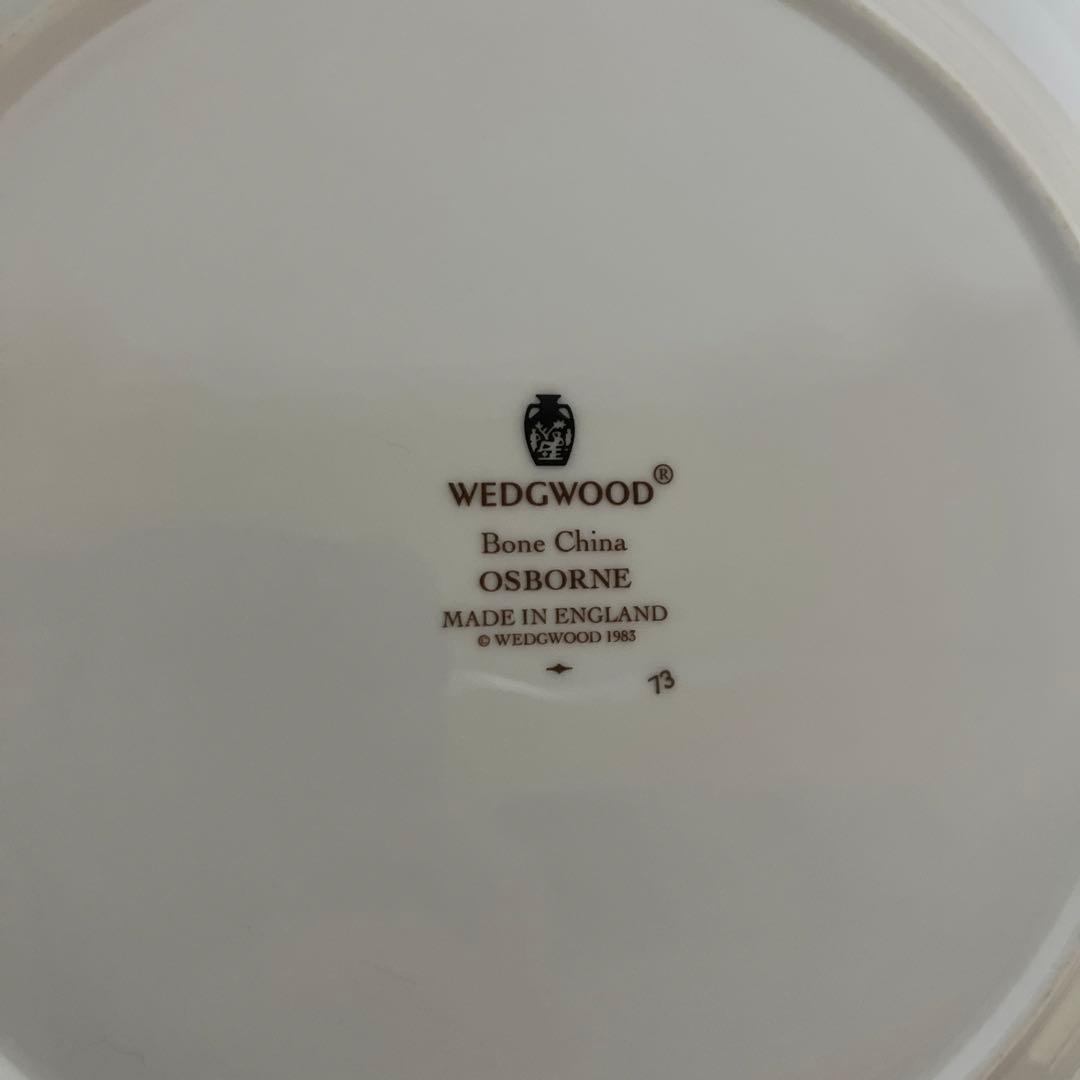 WEDGWOOD®
Bone China
OSBORNE
MADE IN ENGLAND
© WEDGWOOD 1983
73